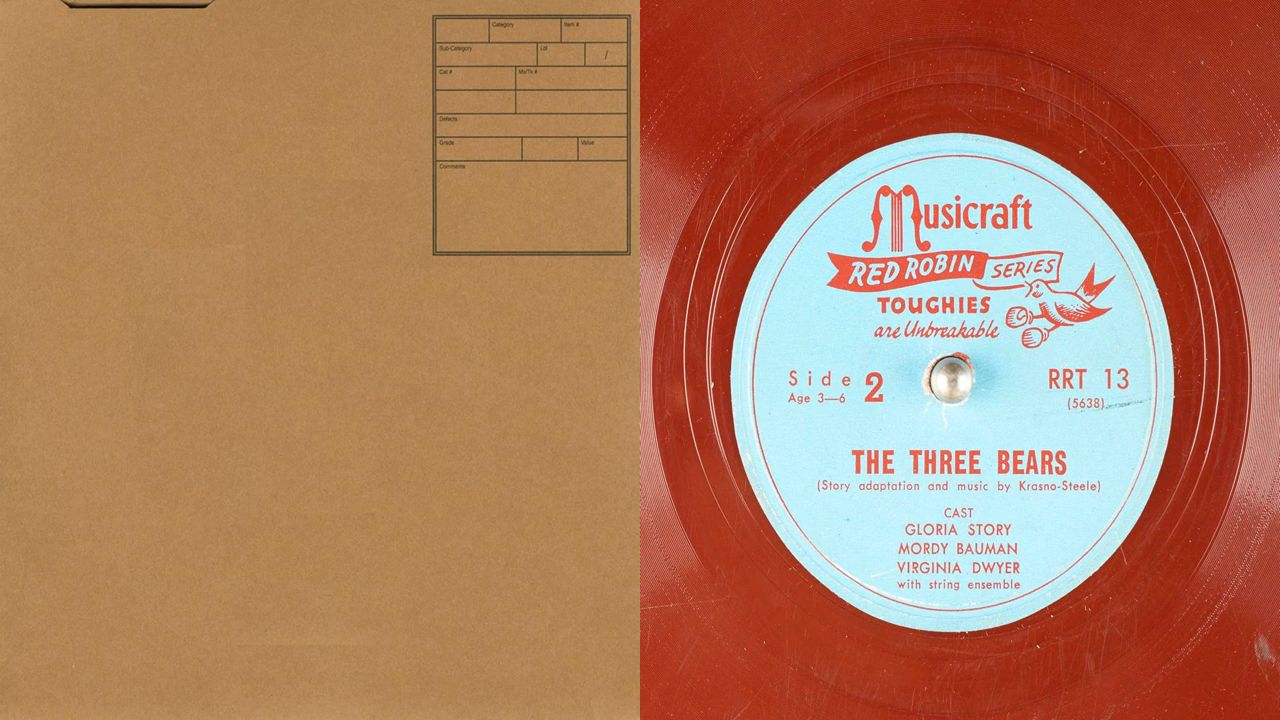 Category
Item #
Sub-Category
Lbl
/
Cat #
Mx/Tk #
Defects
Grade
Value
Comments
Musicraft
RED ROBIN SERIES
TOUGHIES
are Unbreakable
Side 2
Age 3—6
RRT 13
(5638)
THE THREE BEARS
(Story adaptation and music by Krasno-Steele)
CAST
GLORIA STORY
MORDY BAUMAN
VIRGINIA DWYER
with string ensemble